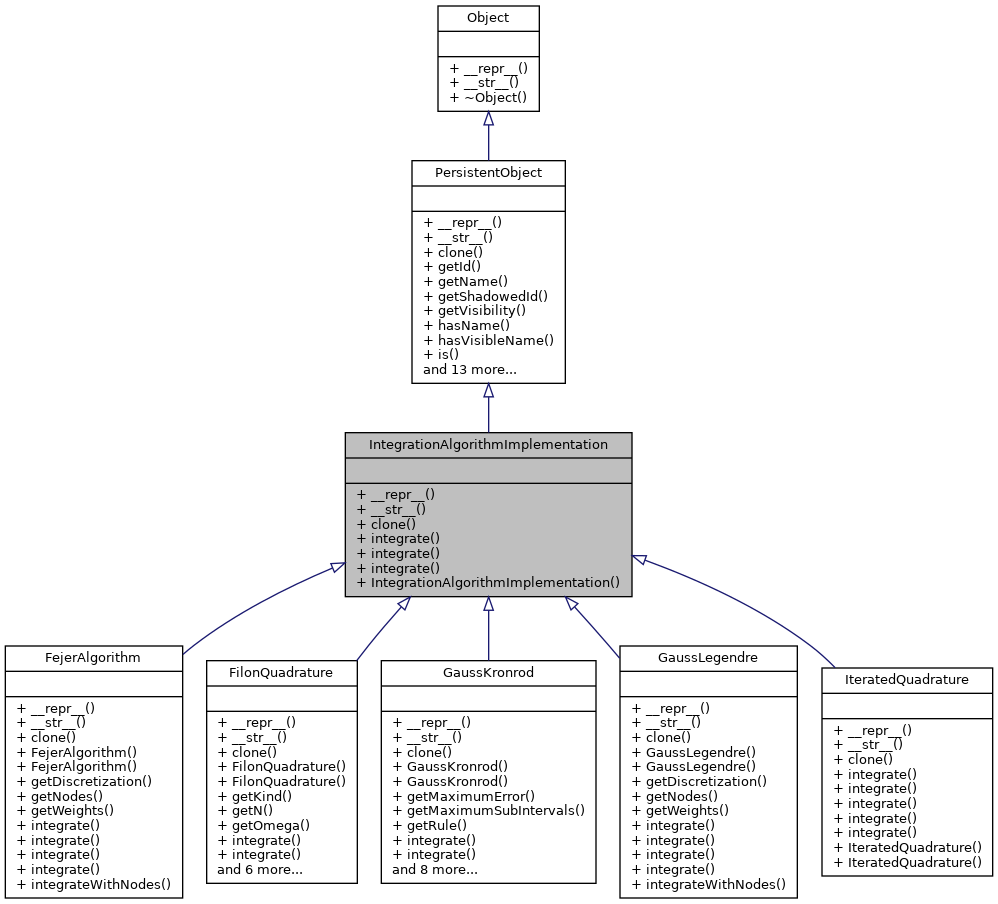 Object
+ __repr__()
+ __str__()
+ ~Object()
PersistentObject
+ __repr__()
+ __str__()
+ clone()
+ getId()
+ getName()
+ getShadowedId()
+ getVisibility()
+ hasName()
+ hasVisibleName()
+ is()
and 13 more...
IntegrationAlgorithmImplementation
+ __repr__()
+ __str__()
+ clone()
+ integrate()
+ integrate()
+ integrate()
+ IntegrationAlgorithmImplementation()
FejerAlgorithm
+ __repr__()
+ __str__()
+ clone()
+ FejerAlgorithm()
+ FejerAlgorithm()
+ getDiscretization()
+ getNodes()
+ getWeights()
+ integrate()
+ integrate()
+ integrate()
+ integrate()
+ integrateWithNodes()
FilonQuadrature
+ __repr__()
+ __str__()
+ clone()
+ FilonQuadrature()
+ FilonQuadrature()
+ getKind()
+ getN()
+ getOmega()
+ integrate()
+ integrate()
and 6 more...
GaussKronrod
+ __repr__()
+ __str__()
+ clone()
+ GaussKronrod()
+ GaussKronrod()
+ getMaximumError()
+ getMaximumSubIntervals()
+ getRule()
+ integrate()
+ integrate()
and 8 more...
GaussLegendre
+ __repr__()
+ __str__()
+ clone()
+ GaussLegendre()
+ GaussLegendre()
+ getDiscretization()
+ getNodes()
+ getWeights()
+ integrate()
+ integrate()
+ integrate()
+ integrate()
+ integrateWithNodes()
IteratedQuadrature
+ __repr__()
+ __str__()
+ clone()
+ integrate()
+ integrate()
+ integrate()
+ integrate()
+ integrate()
+ IteratedQuadrature()
+ IteratedQuadrature()